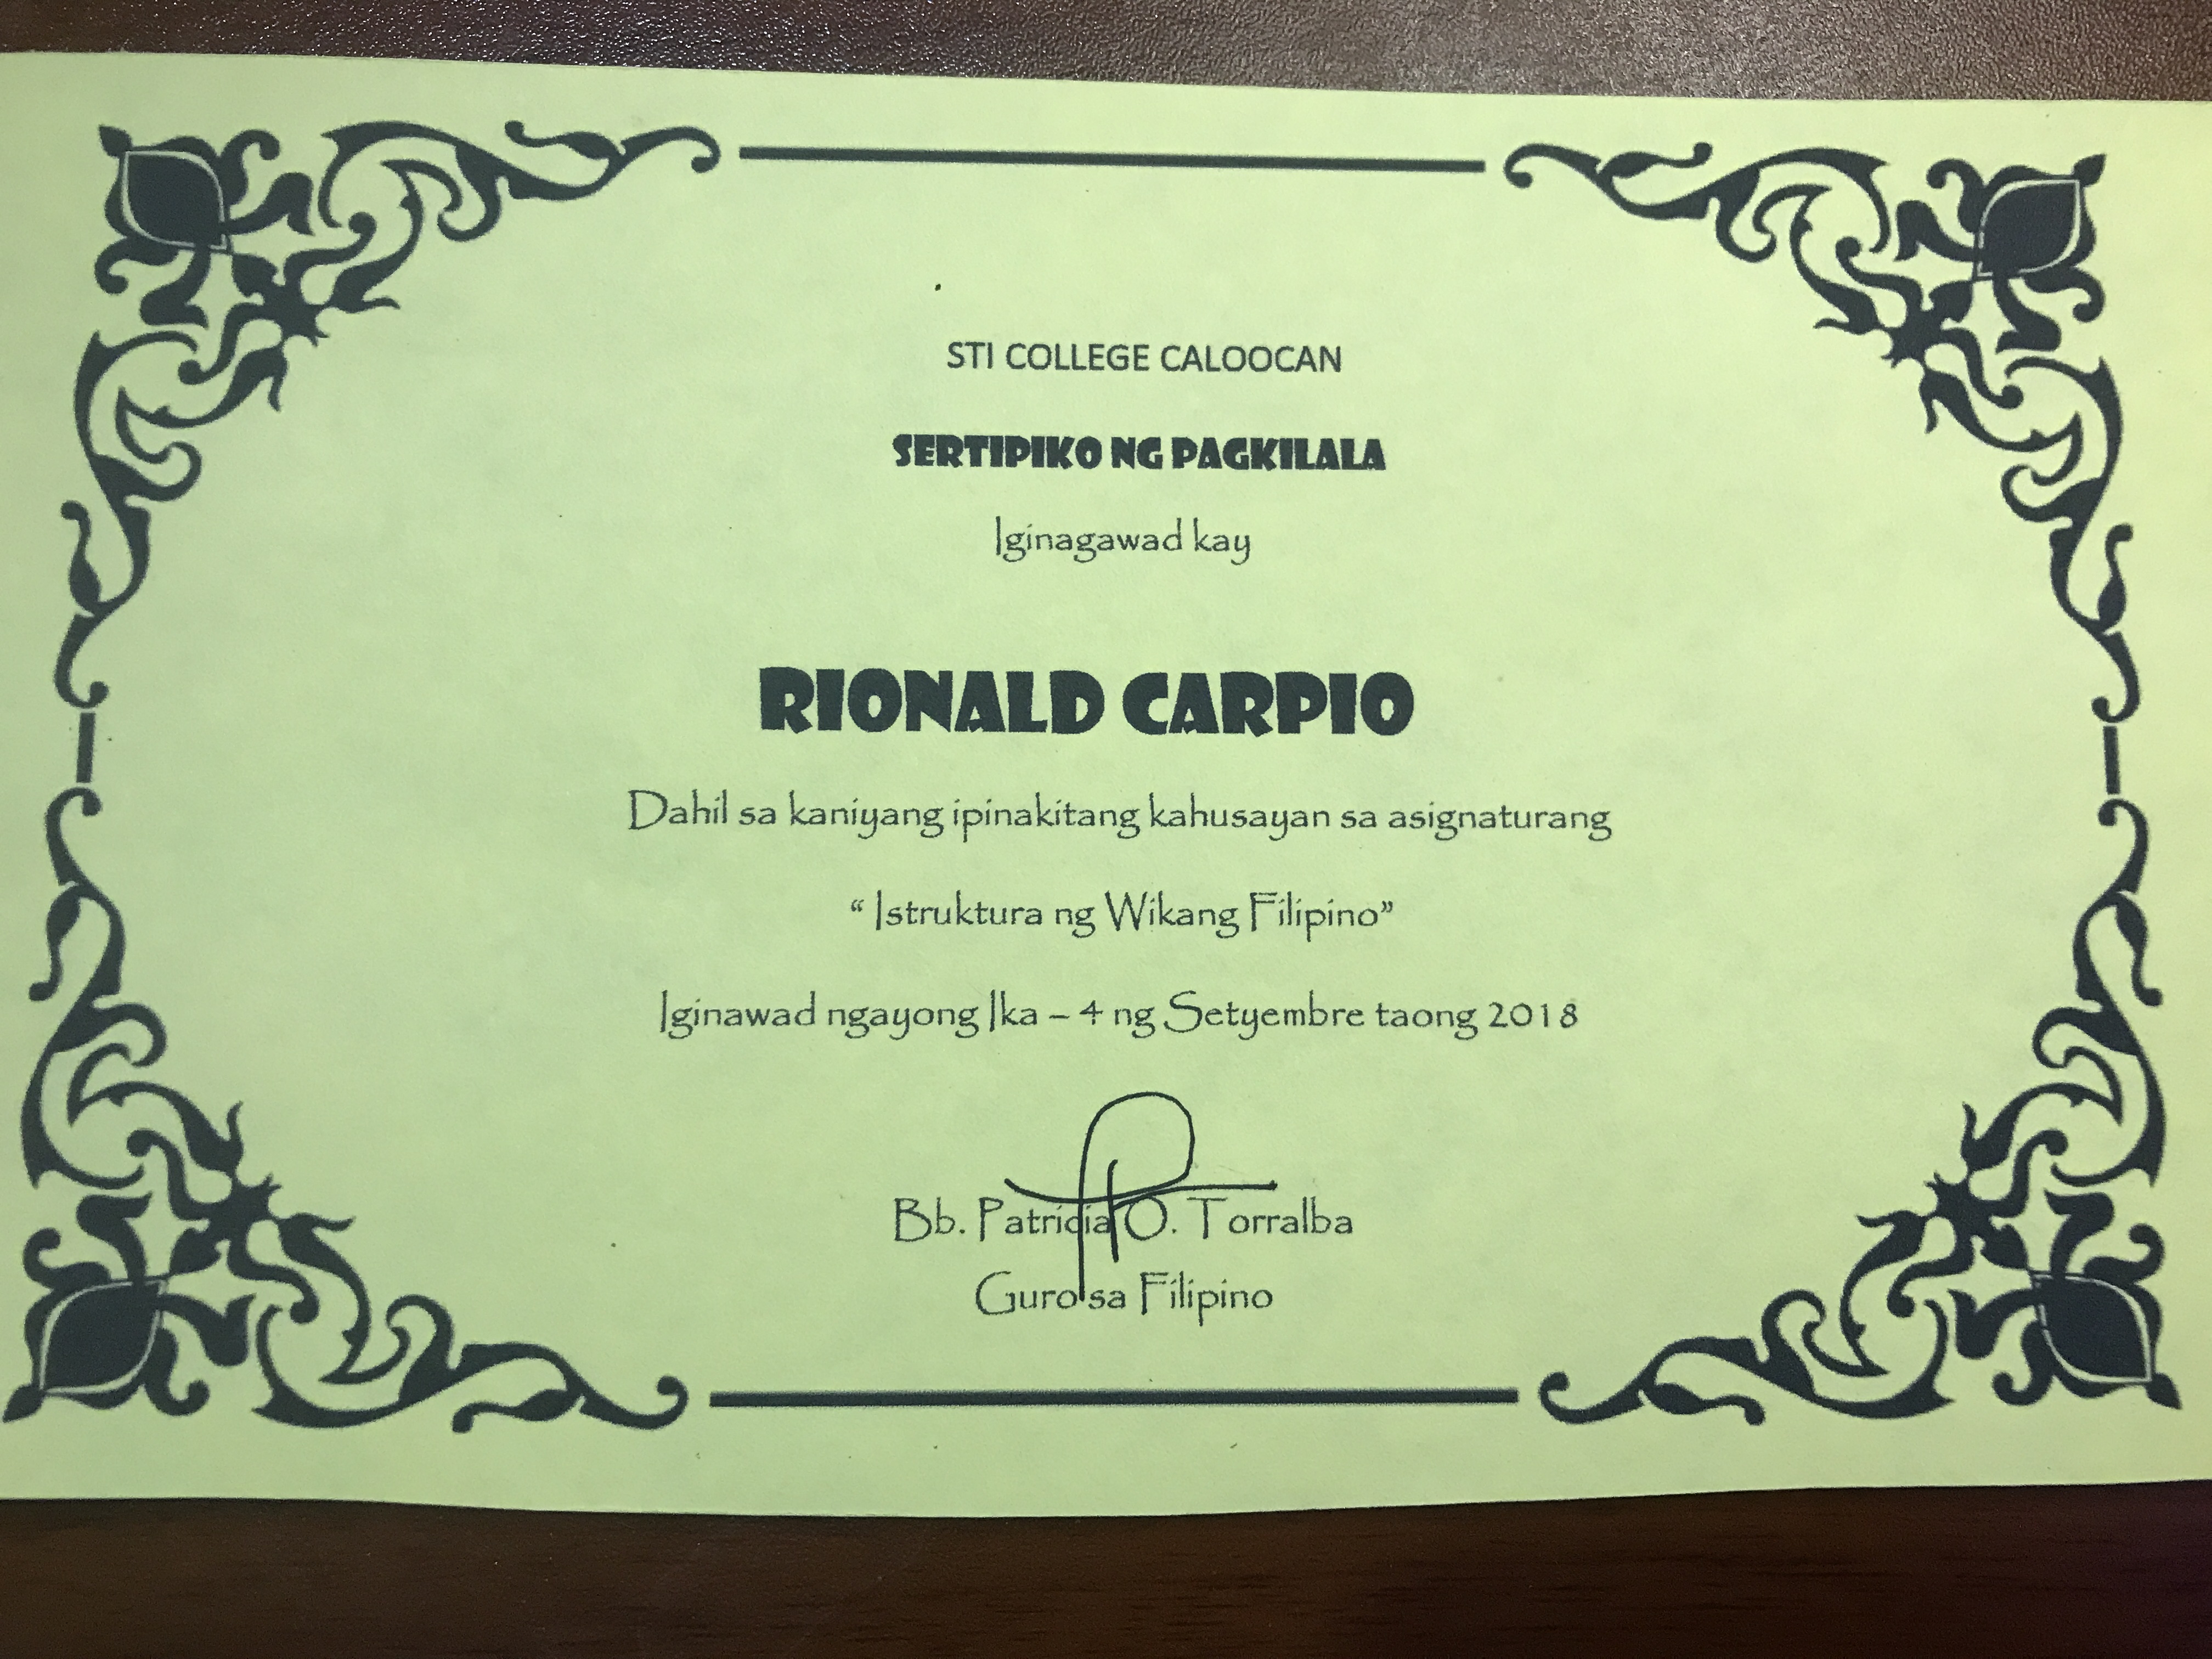 STI COLLEGE CALOOCAN
SERTIPIKO NG PAGKILALA
Iginagawad kay
RIONALD CARPIO
Dahil sa kaniyang ipinakitang kahusayan sa asignaturang
“ Istruktura ng Wikang Filipino”
Iginawad ngayong Ika – 4 ng Setyembre taong 2018
Bb. Patricia O. Torralba
Guro sa Filipino